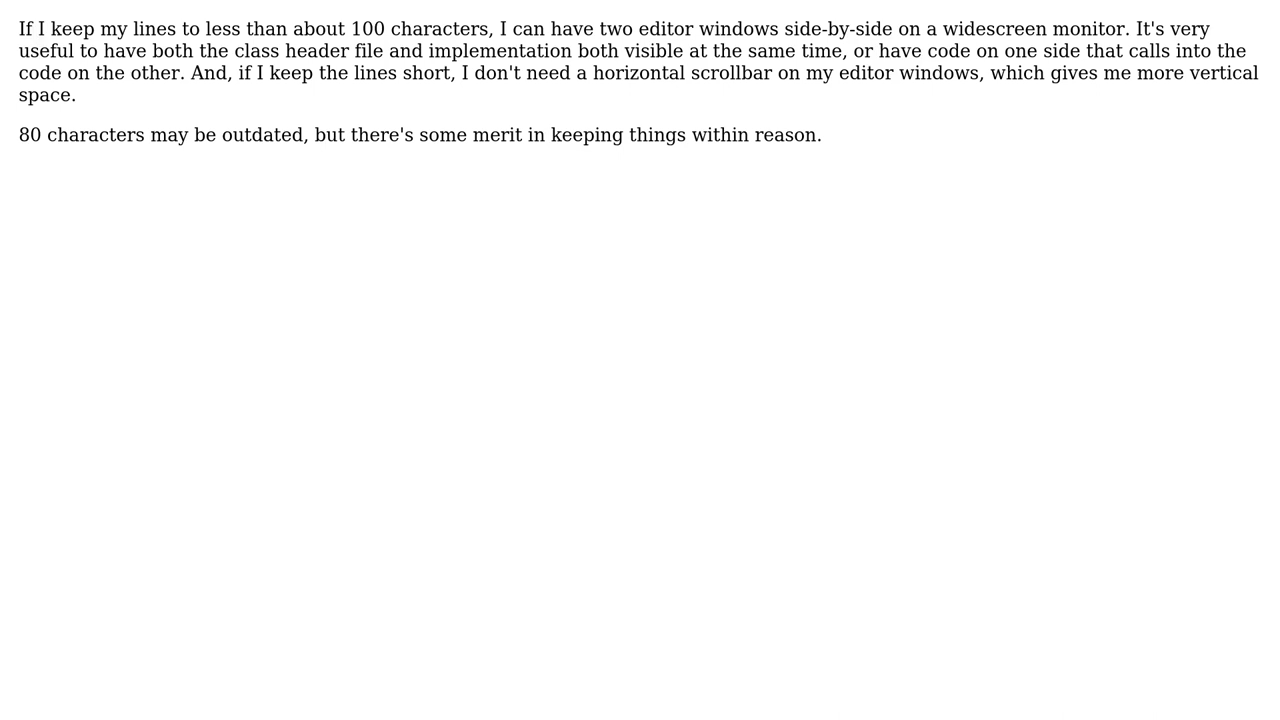 If I keep my lines to less than about 100 characters, I can have two editor windows side-by-side on a widescreen monitor. It's very
useful to have both the class header file and implementation both visible at the same time, or have code on one side that calls into the
code on the other. And, if I keep the lines short, I don't need a horizontal scrollbar on my editor windows, which gives me more vertical
space.
80 characters may be outdated, but there's some merit in keeping things within reason.